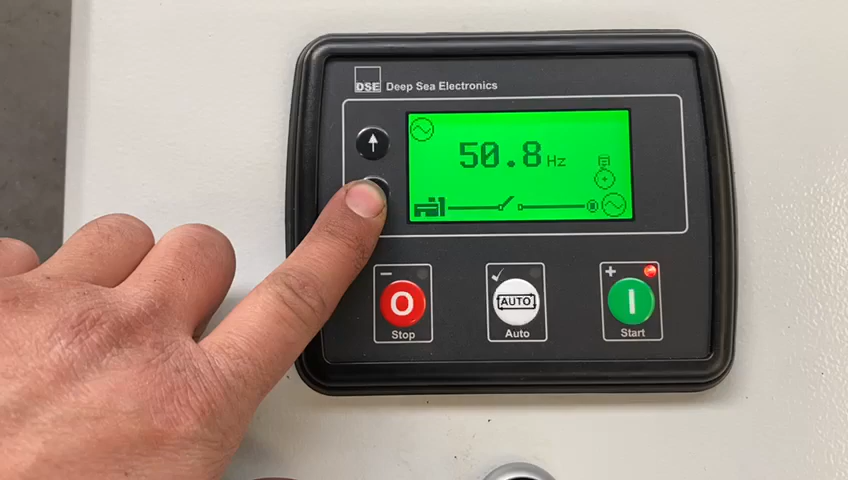 DSE Deep Sea Electronics
50.8 Hz
Stop
AUTO
Auto
Start